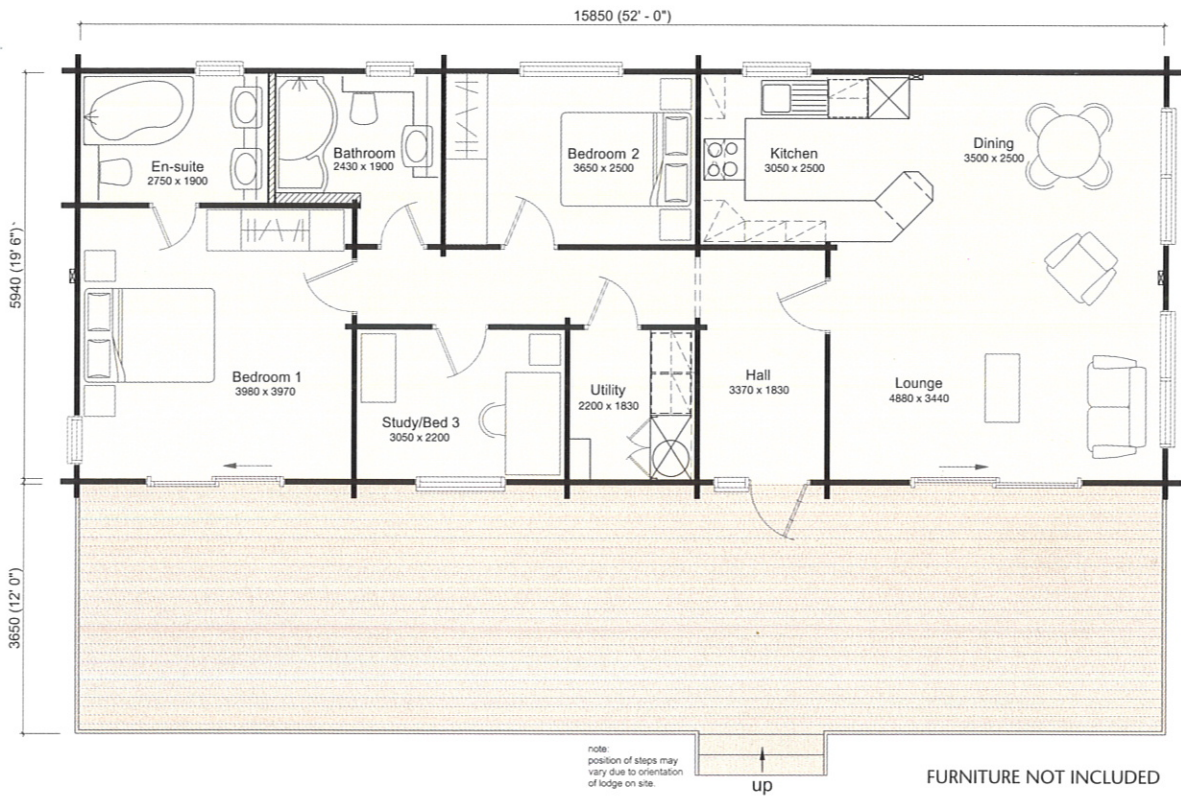 15850 (52' - 0")
5940 (19' 6")
3650 (12' 0")
En-suite
2750 x 1900
Bathroom
2430 x 1900
Bedroom 2
3650 x 2500
Kitchen
3050 x 2500
Dining
3500 x 2500
Bedroom 1
3980 x 3970
Study/Bed 3
3050 x 2200
Utility
2200 x 1830
Hall
3370 x 1830
Lounge
4880 x 3440
note:
position of steps may
vary due to orientation
of lodge on site.
up
FURNITURE NOT INCLUDED